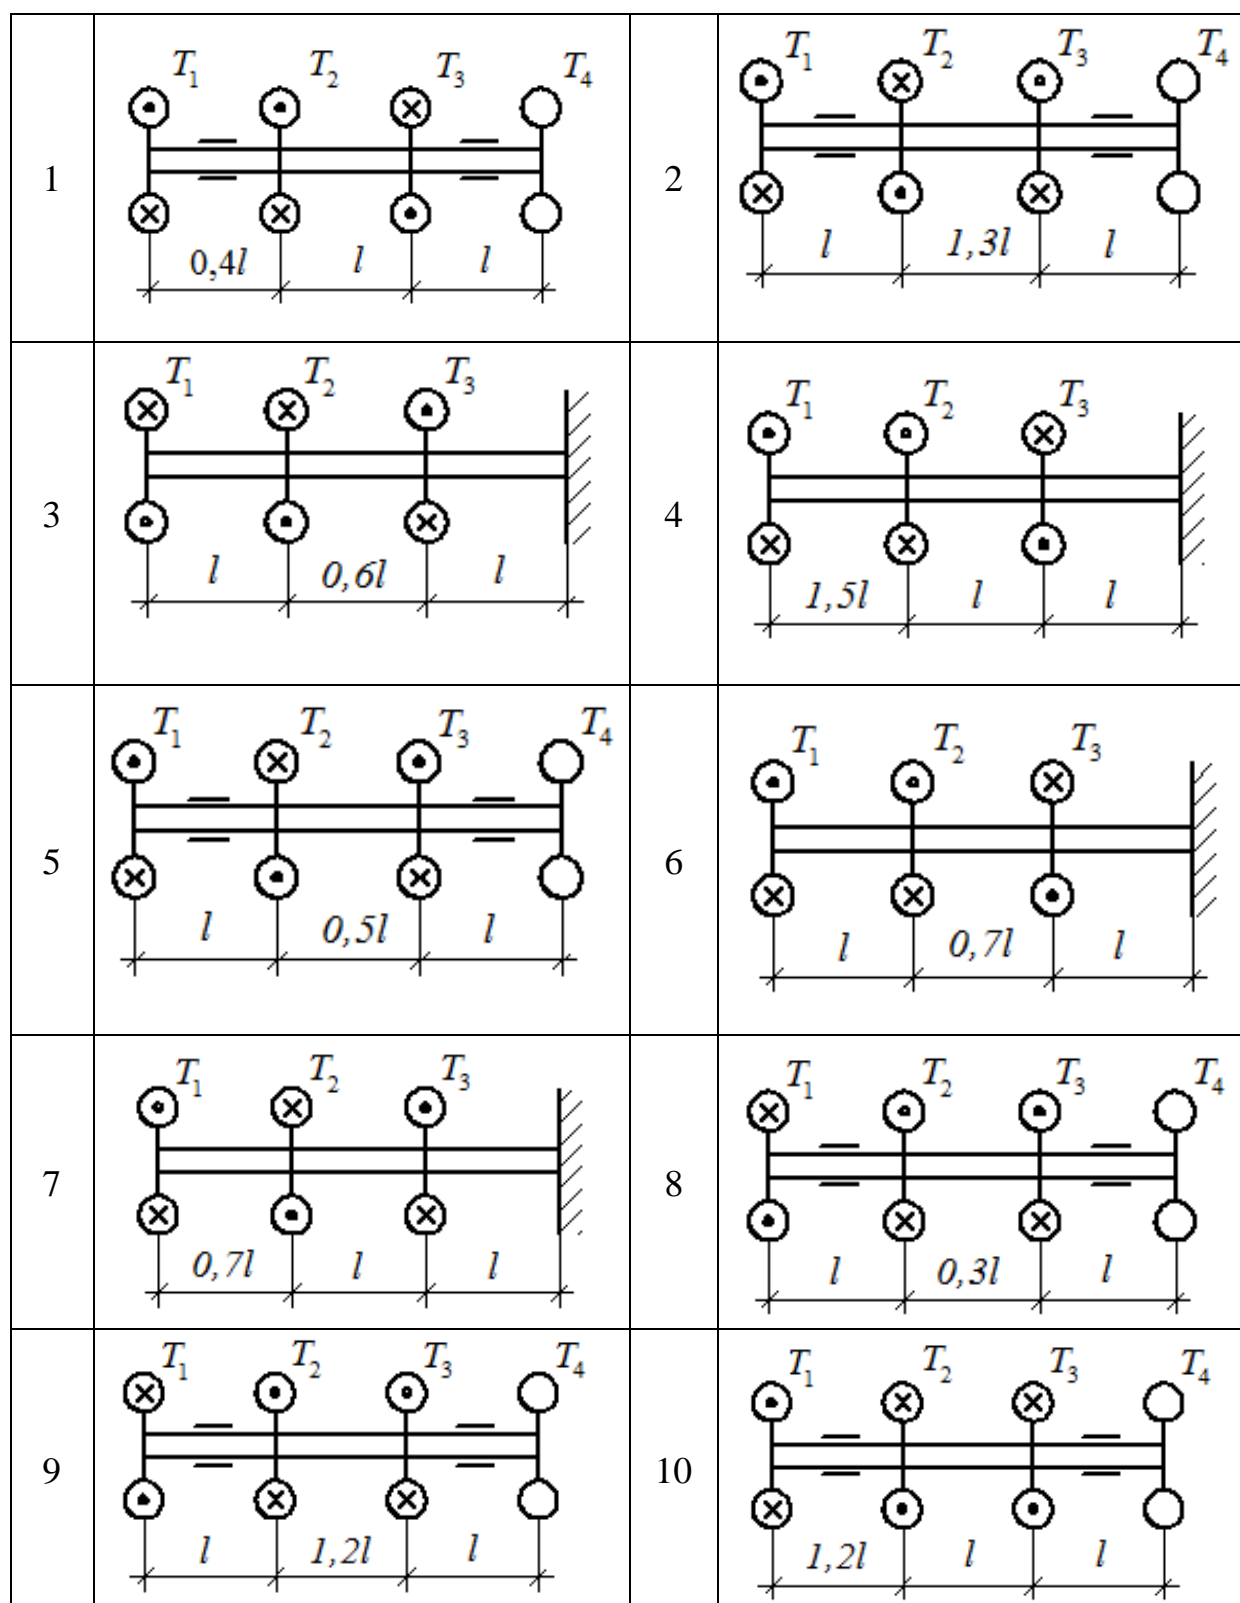 1
T1 T2 T3 T4
0,4l l l
2
T1 T2 T3 T4
l 1,3l l
3
T1 T2 T3
l 0,6l l
4
T1 T2 T3
1,5l l l
5
T1 T2 T3 T4
l 0,5l l
6
T1 T2 T3
l 0,7l l
7
T1 T2 T3
0,7l l l
8
T1 T2 T3 T4
l 0,3l l
9
T1 T2 T3 T4
l 1,2l l
10
T1 T2 T3 T4
1,2l l l